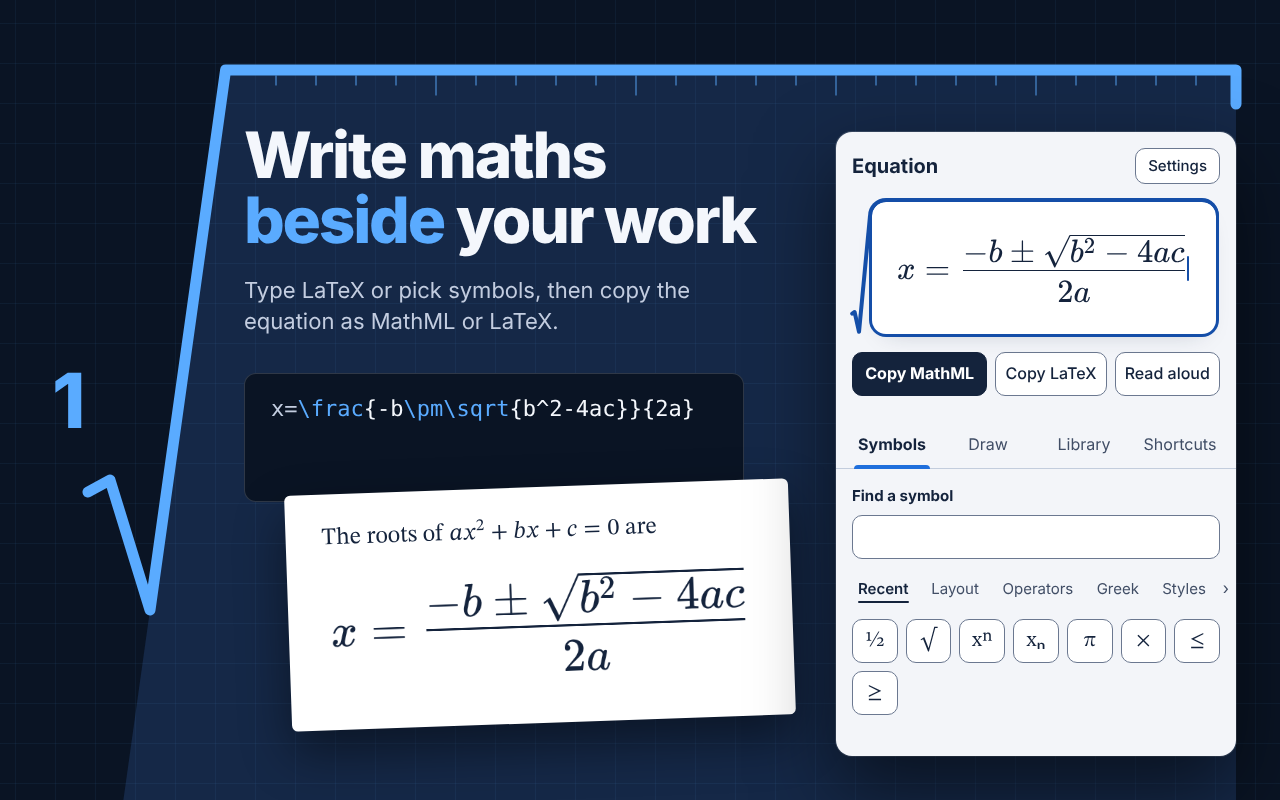 Write maths
beside your work
Type LaTeX or pick symbols, then copy the
equation as MathML or LaTeX.
1
x=\frac{-b\pm\sqrt{b^2-4ac}}{2a}
The roots of ax² + bx + c = 0 are
x = (−b ± √(b² − 4ac)) / 2a
Equation
Settings
x = (−b ± √(b² − 4ac)) / 2a
Copy MathML
Copy LaTeX
Read aloud
Symbols
Draw
Library
Shortcuts
Find a symbol
Recent
Layout
Operators
Greek
Styles
›
½ √ xⁿ xₙ π × ≤
≥